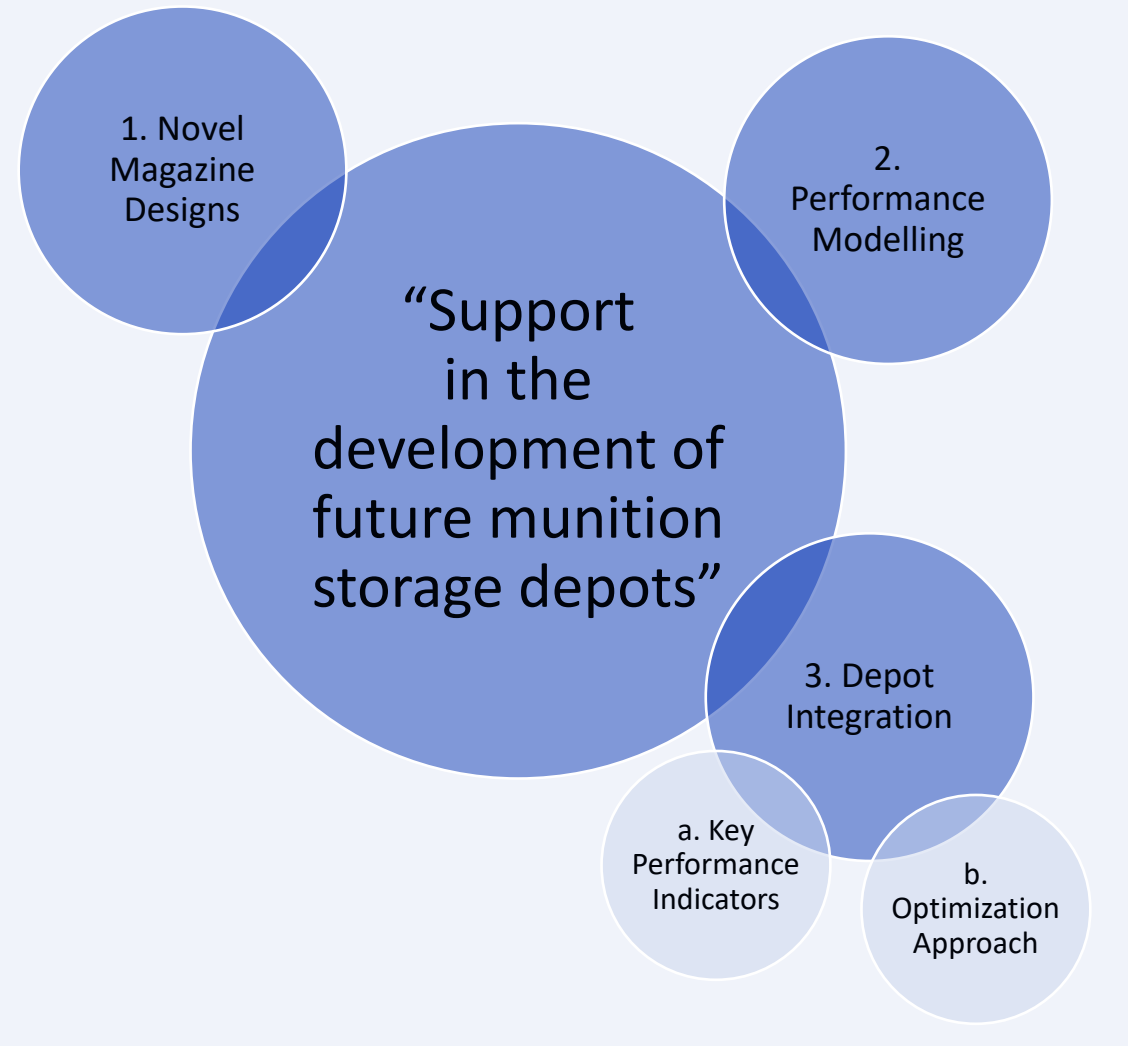 1. Novel
Magazine
Designs
2.
Performance
Modelling
“Support
in the
development of
future munition
storage depots”
3. Depot
Integration
a. Key
Performance
Indicators
b.
Optimization
Approach